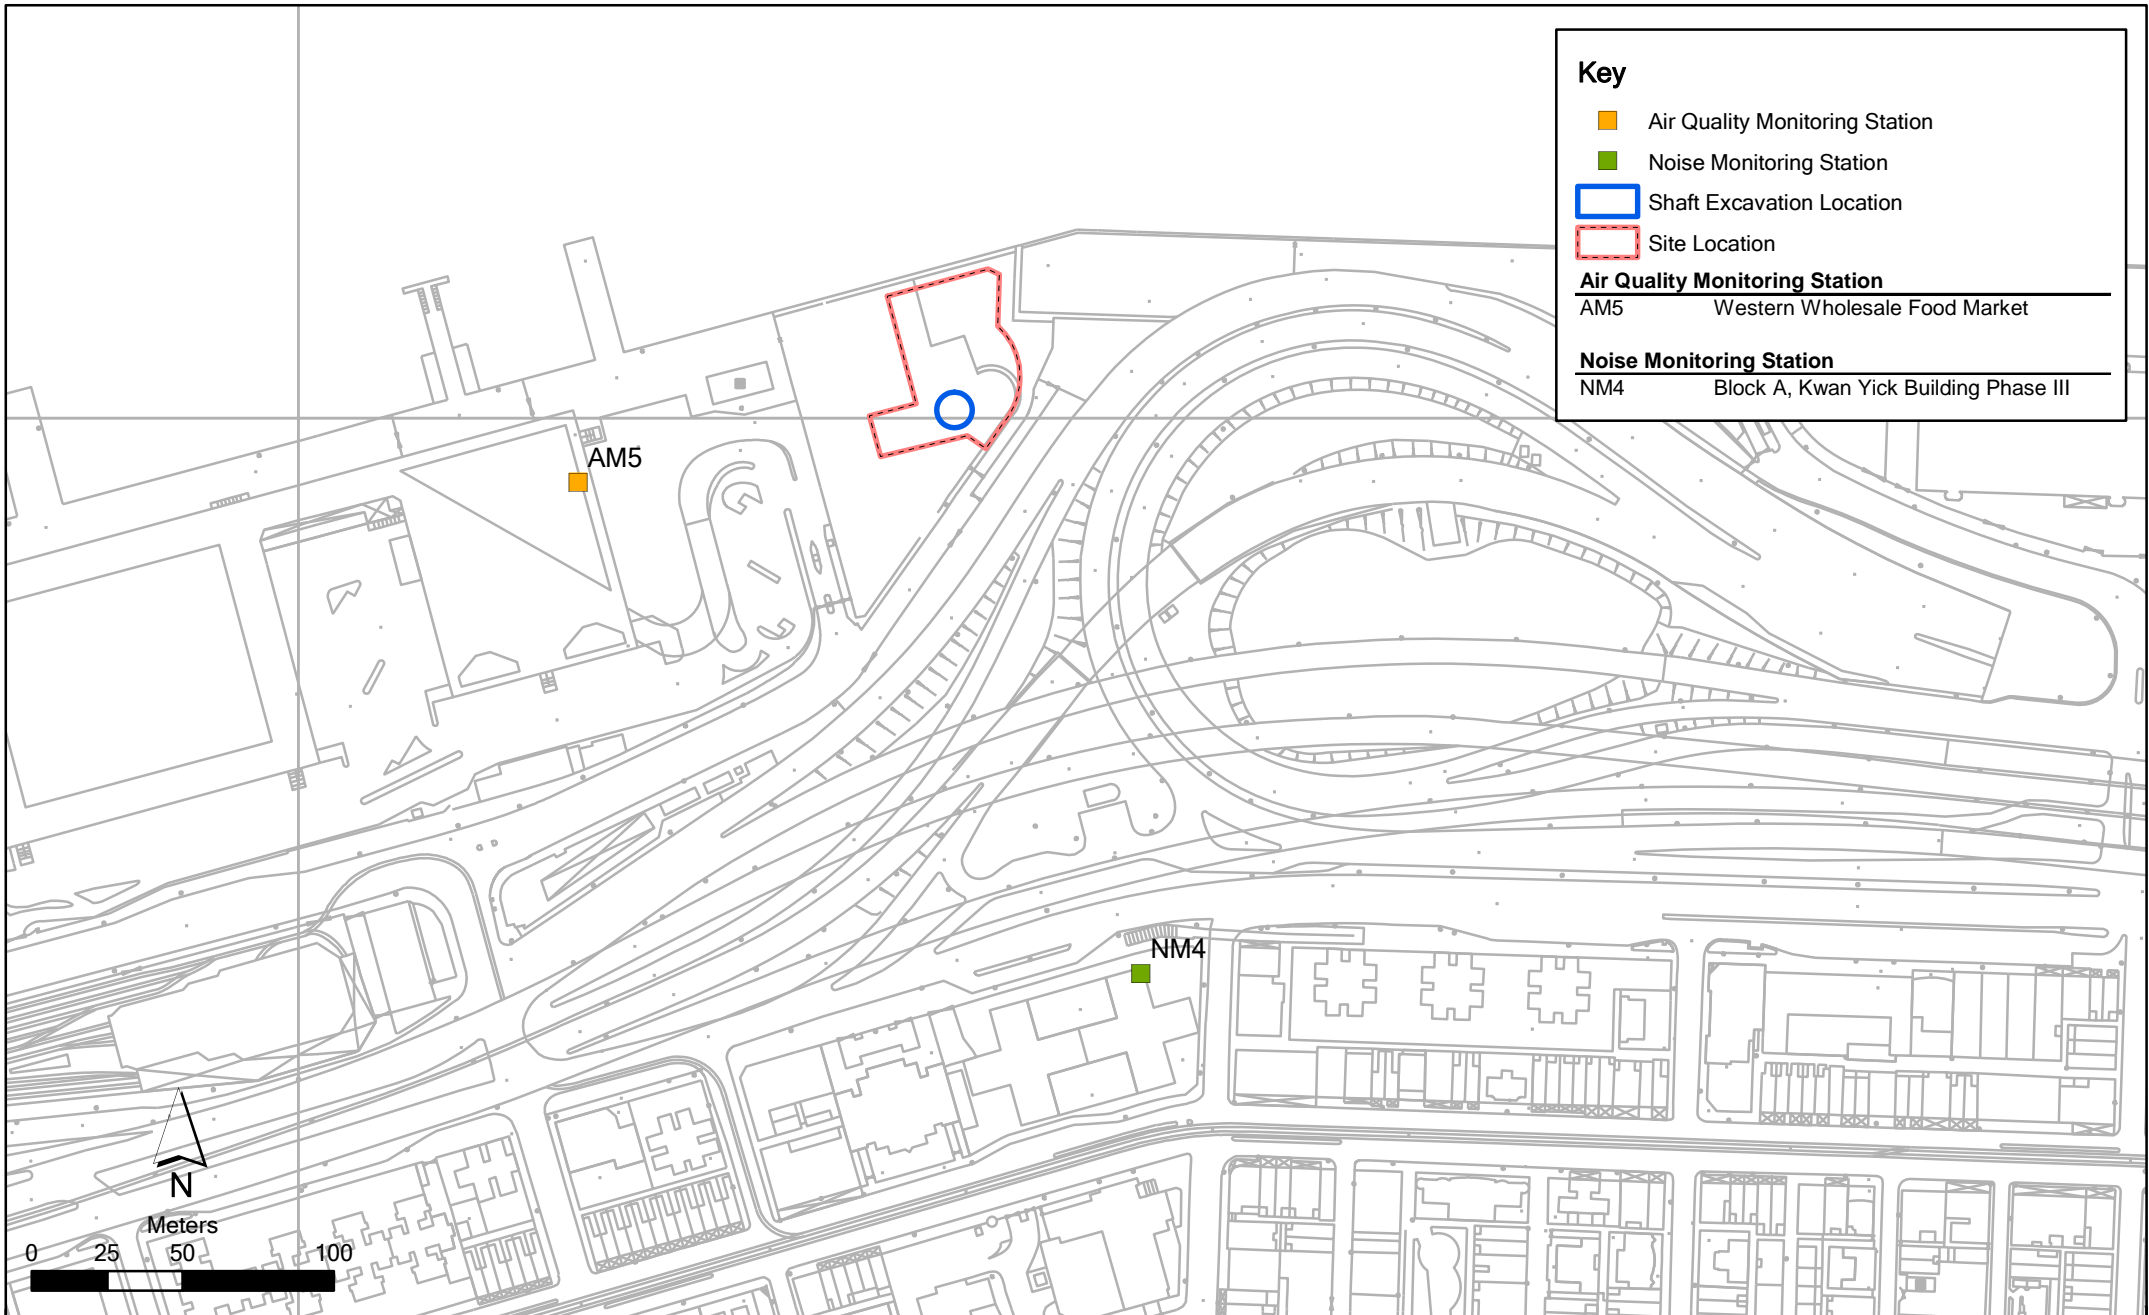 Key
Air Quality Monitoring Station
Noise Monitoring Station
Shaft Excavation Location
Site Location
Air Quality Monitoring Station
AM5 Western Wholesale Food Market
Noise Monitoring Station
NM4 Block A, Kwan Yick Building Phase III
AM5
NM4
N
Meters
0 25 50 100